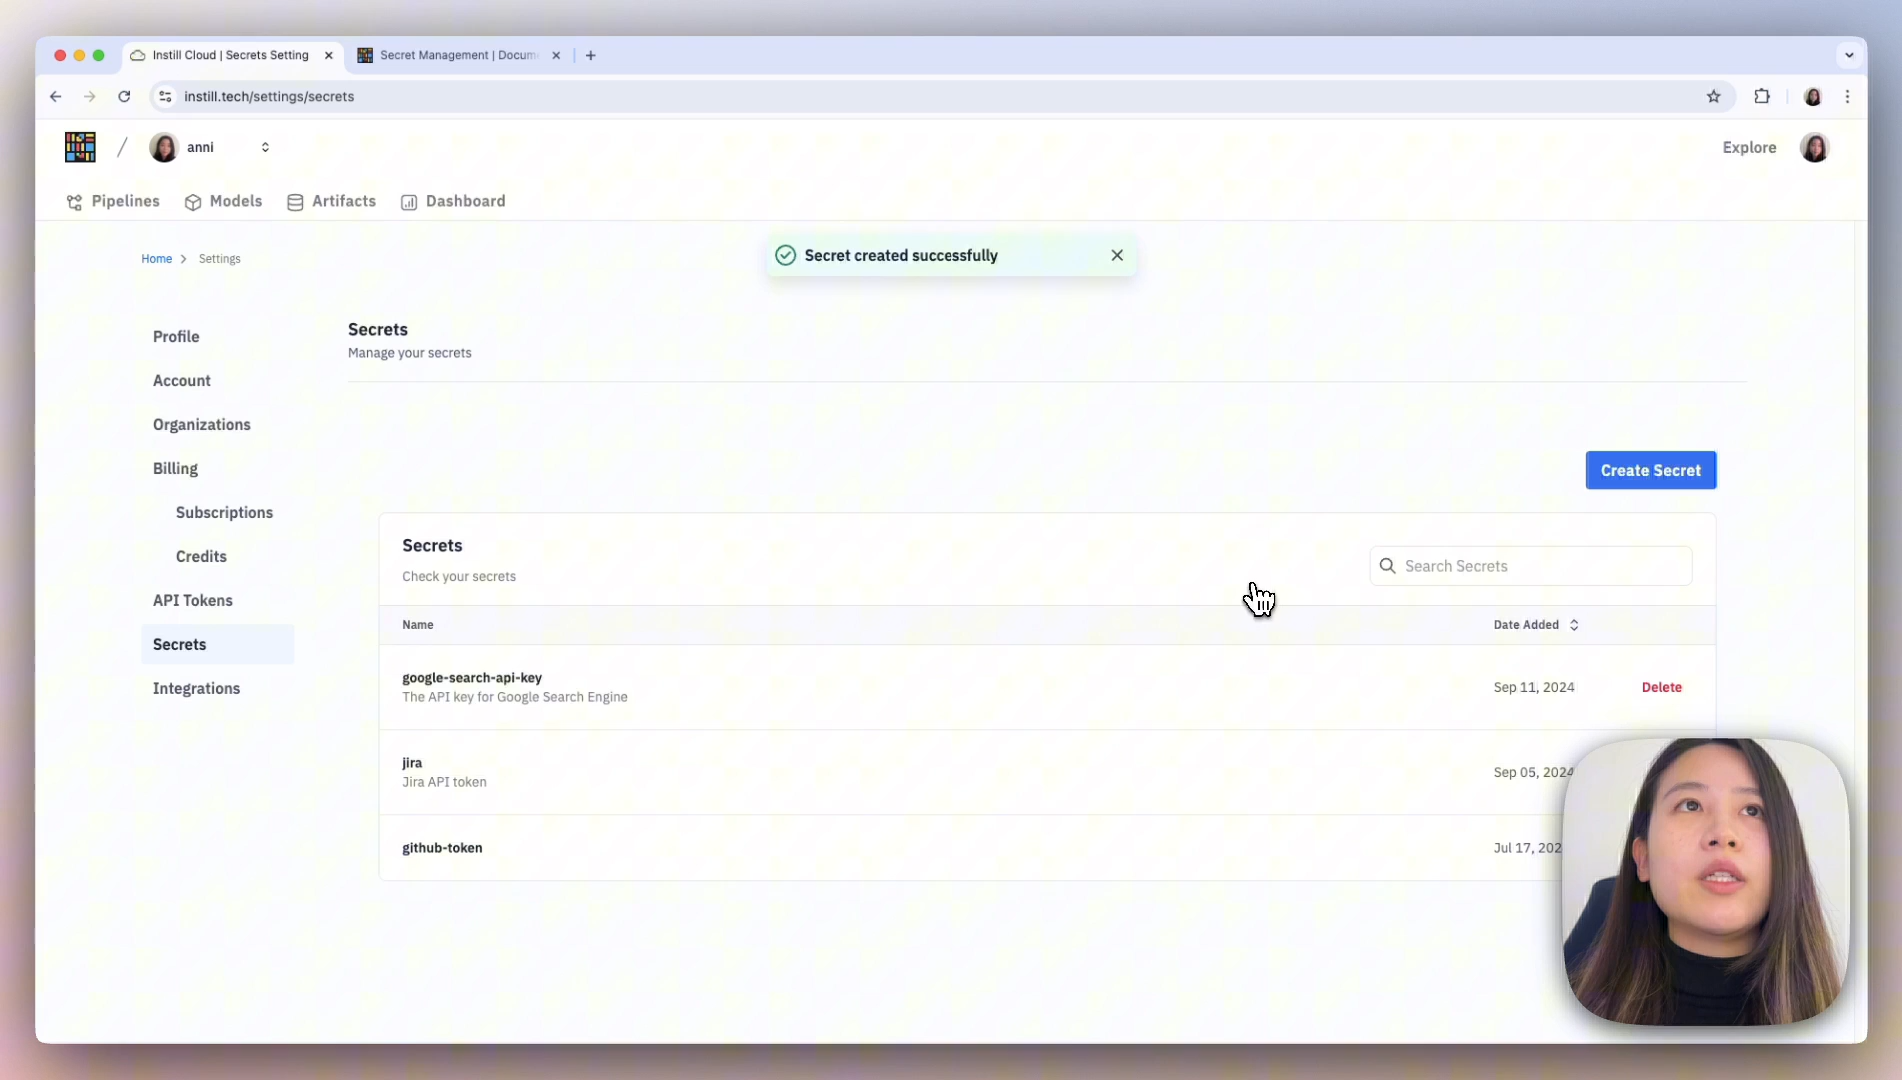 Instill Cloud | Secrets Setting
Secret Management | Docum
instill.tech/settings/secrets
anni
Explore
Pipelines
Models
Artifacts
Dashboard
Home
Settings
Secret created successfully
Profile
Account
Organizations
Billing
Subscriptions
Credits
API Tokens
Secrets
Integrations
Secrets
Manage your secrets
Create Secret
Secrets
Check your secrets
Search Secrets
Name
Date Added
google-search-api-key
The API key for Google Search Engine
Sep 11, 2024
Delete
jira
Jira API token
Sep 05, 2024
github-token
Jul 17, 202